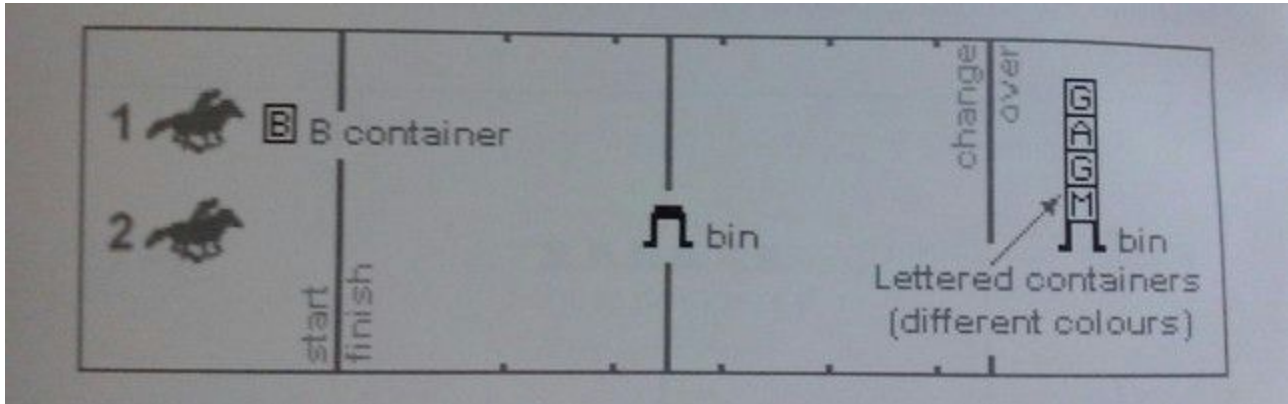 1
B
B container
2
start
finish
bin
change
over
G
A
G
M
bin
Lettered containers
(different colours)